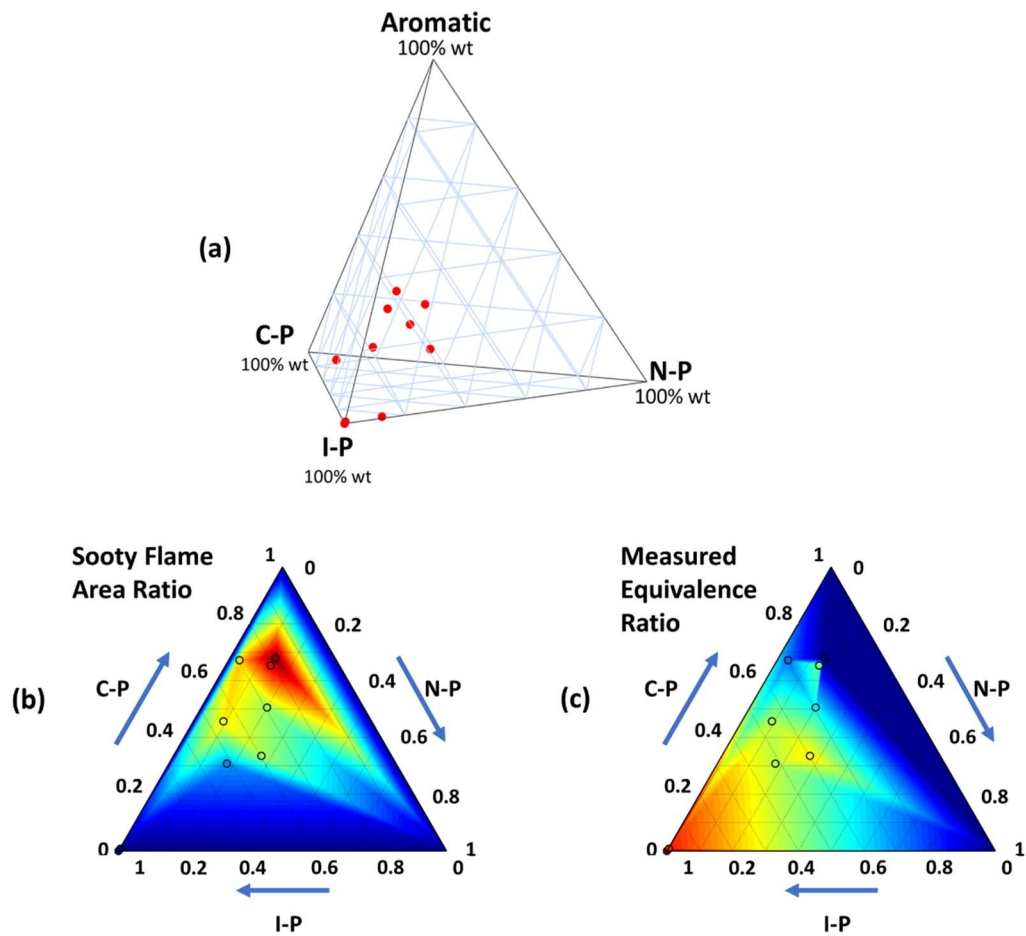 Aromatic
100% wt
(a)
C-P
100% wt
N-P
100% wt
I-P
100% wt
(b)
Sooty Flame
Area Ratio
1
0
0.8
0.2
0.6
0.4
C-P
N-P
0.4
0.6
0.2
0.8
0
1
1
0.2
0.4
0.6
0.8
0
I-P
(c)
Measured
Equivalence
Ratio
1
0
0.8
0.2
0.6
0.4
C-P
N-P
0.4
0.6
0.2
0.8
0
1
1
0.2
0.4
0.6
0.8
0
I-P